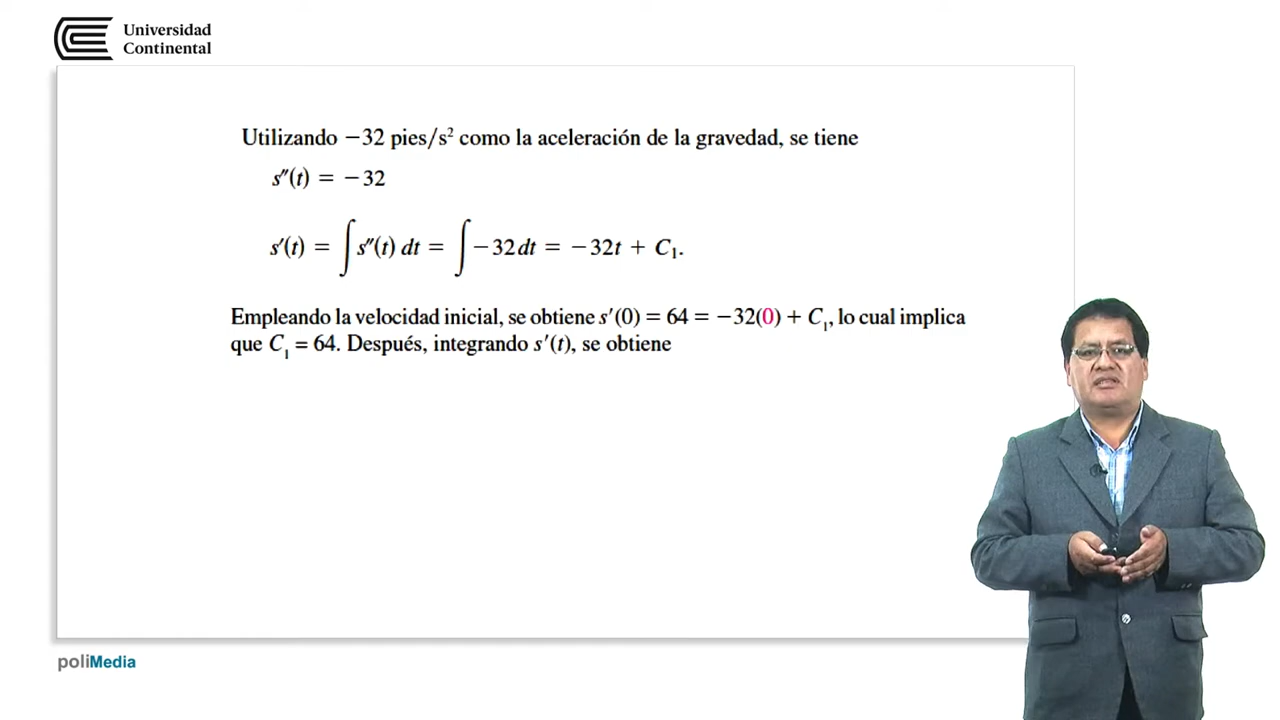 Universidad
Continental
Utilizando −32 pies/s² como la aceleración de la gravedad, se tiene
s″(t) = −32
s′(t) = ∫ s″(t) dt = ∫ −32 dt = −32t + C₁.
Empleando la velocidad inicial, se obtiene s′(0) = 64 = −32(0) + C₁, lo cual implica
que C₁ = 64. Después, integrando s′(t), se obtiene
poliMedia